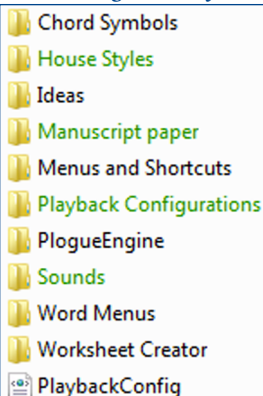 Chord Symbols
House Styles
Ideas
Manuscript paper
Menus and Shortcuts
Playback Configurations
PlogueEngine
Sounds
Word Menus
Worksheet Creator
PlaybackConfig